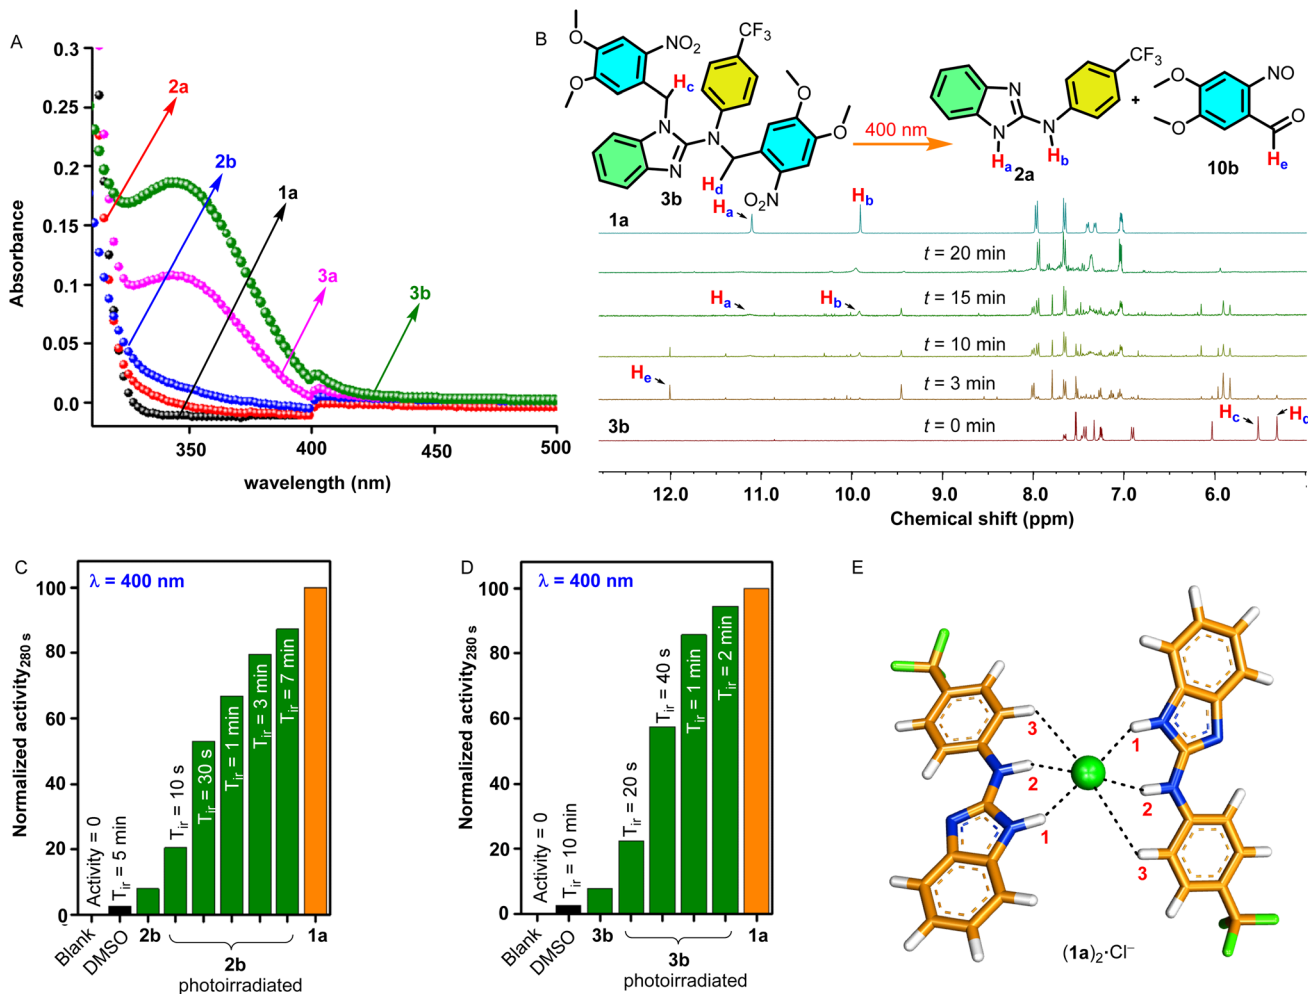 A
0.3
0.25
0.2
0.15
0.1
0.05
0.0
Absorbance
2a
2b
1a
3a
3b
350
400
450
500
wavelength (nm)
B
O
NO₂
O
Hc
CF₃
N
N
N
O
O
Hd
O₂N
3b
400 nm
CF₃
N
N
H
N
H
Ha
Hb
2a
+
O
NO
O
O
He
10b
1a
Ha
Hb
t = 20 min
Ha
Hb
t = 15 min
t = 10 min
He
t = 3 min
3b
t = 0 min
Hc
Hd
12.0
11.0
10.0
9.0
8.0
7.0
6.0
Chemical shift (ppm)
C
λ = 400 nm
100
80
60
40
20
0
Normalized activity₂₈₀ ₛ
Activity = 0
Tir = 5 min
Tir = 10 s
Tir = 30 s
Tir = 1 min
Tir = 3 min
Tir = 7 min
Blank
DMSO
2b
2b
photoirradiated
1a
D
λ = 400 nm
100
80
60
40
20
0
Normalized activity₂₈₀ ₛ
Activity = 0
Tir = 10 min
Tir = 20 s
Tir = 40 s
Tir = 1 min
Tir = 2 min
Blank
DMSO
3b
3b
photoirradiated
1a
E
3
2
1
1
2
3
(1a)₂·Cl⁻